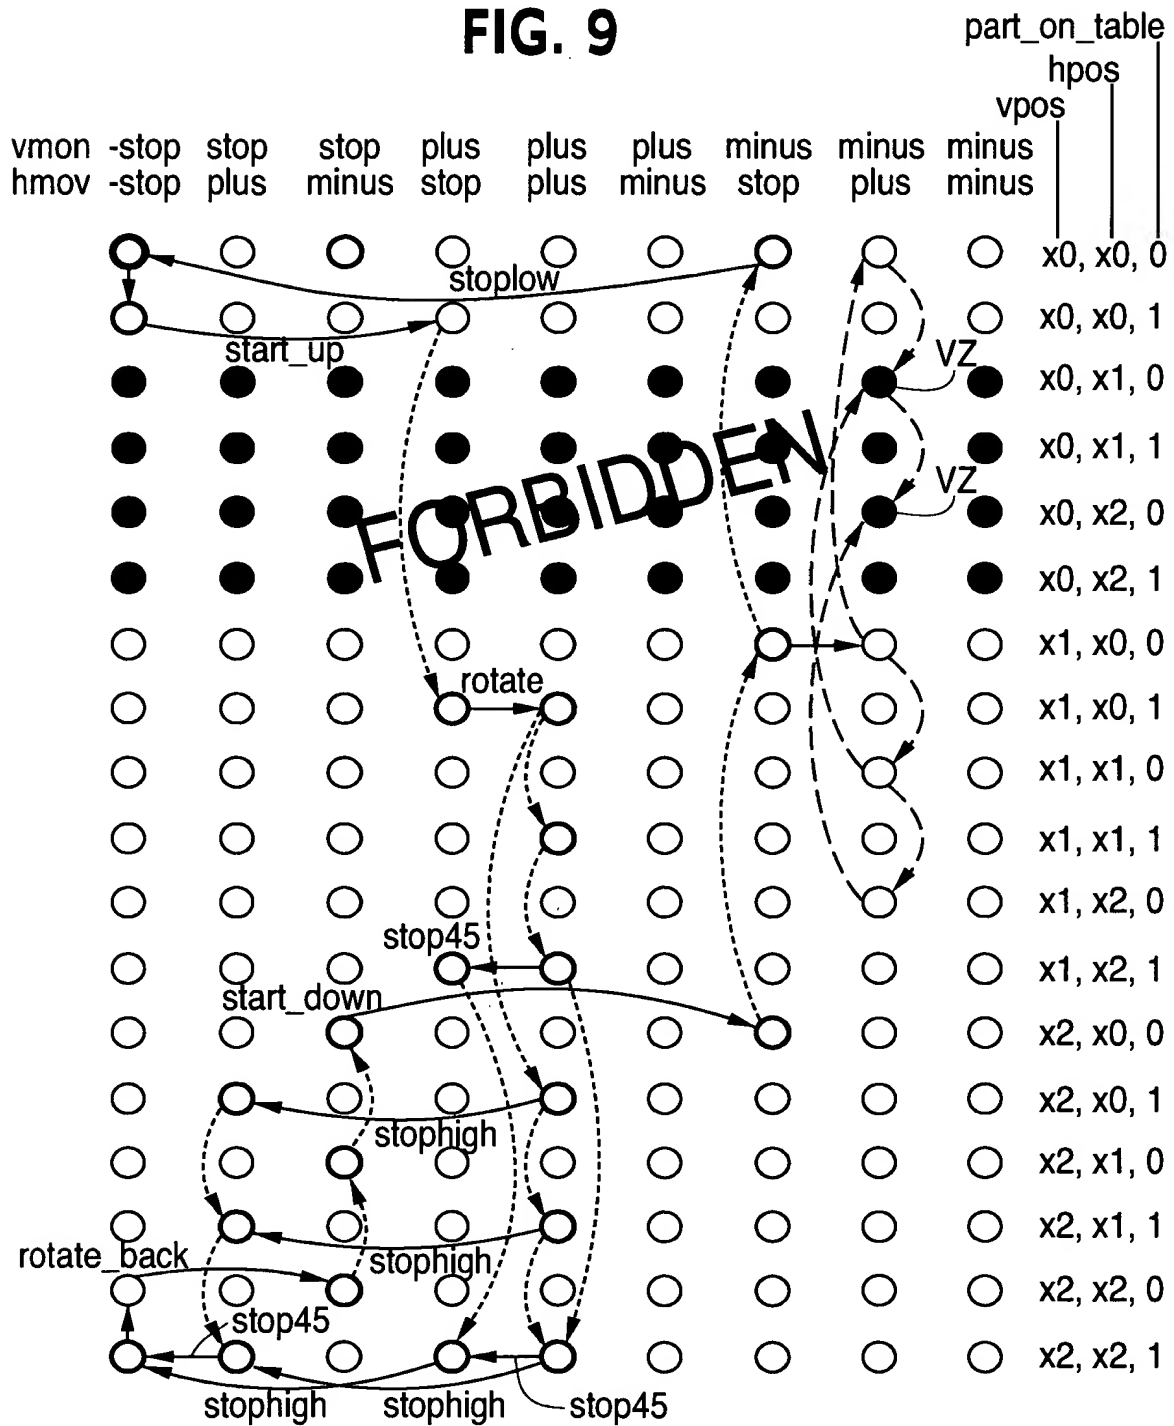 FIG. 9
part_on_table
hpos
vpos
vmon -stop stop stop plus plus plus minus minus minus
hmov -stop plus minus stop plus minus stop plus minus
x0, x0, 0
stoplow
x0, x0, 1
start_up
VZ
x0, x1, 0
x0, x1, 1
FORBIDDEN
VZ
x0, x2, 0
x0, x2, 1
x1, x0, 0
rotate
x1, x0, 1
x1, x1, 0
x1, x1, 1
x1, x2, 0
stop45
x1, x2, 1
start_down
x2, x0, 0
x2, x0, 1
stophigh
x2, x1, 0
x2, x1, 1
rotate_back
stophigh
x2, x2, 0
stop45
x2, x2, 1
stophigh
stophigh
stop45